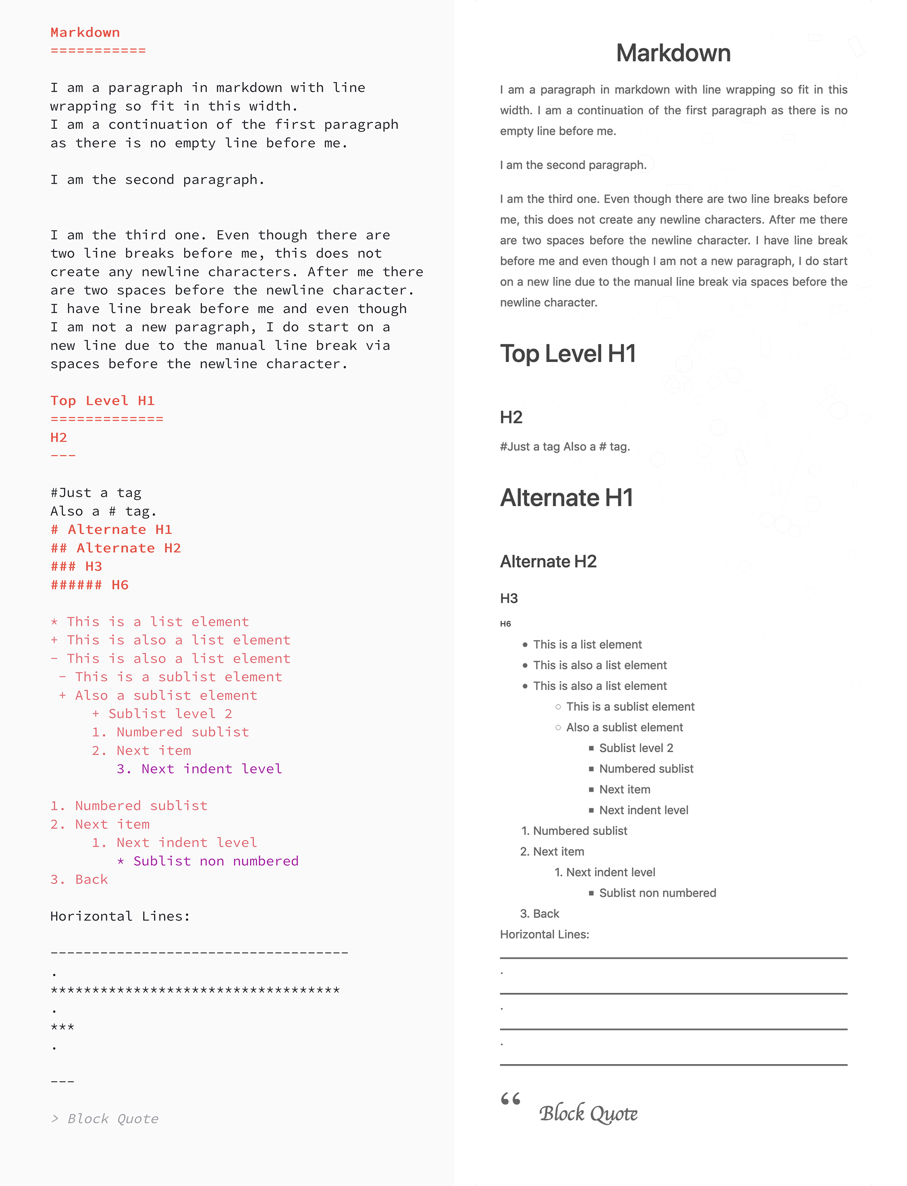 Markdown
===========
I am a paragraph in markdown with line
wrapping so fit in this width.
I am a continuation of the first paragraph
as there is no empty line before me.
I am the second paragraph.
I am the third one. Even though there are
two line breaks before me, this does not
create any newline characters. After me there
are two spaces before the newline character.
I have line break before me and even though
I am not a new paragraph, I do start on a
new line due to the manual line break via
spaces before the newline character.
Top Level H1
=============
H2
---
#Just a tag
Also a # tag.
# Alternate H1
## Alternate H2
### H3
###### H6
* This is a list element
+ This is also a list element
- This is also a list element
 - This is a sublist element
 + Also a sublist element
     + Sublist level 2
     1. Numbered sublist
     2. Next item
        3. Next indent level
1. Numbered sublist
2. Next item
     1. Next indent level
        * Sublist non numbered
3. Back
Horizontal Lines:
------------------------------------
.
***********************************
.
***
.
---
> Block Quote
Markdown
I am a paragraph in markdown with line wrapping so fit in this
width. I am a continuation of the first paragraph as there is no
empty line before me.
I am the second paragraph.
I am the third one. Even though there are two line breaks before
me, this does not create any newline characters. After me there
are two spaces before the newline character. I have line break
before me and even though I am not a new paragraph, I do start
on a new line due to the manual line break via spaces before the
newline character.
Top Level H1
H2
#Just a tag Also a # tag.
Alternate H1
Alternate H2
H3
H6
• This is a list element
• This is also a list element
• This is also a list element
○ This is a sublist element
○ Also a sublist element
▪ Sublist level 2
▪ Numbered sublist
▪ Next item
▪ Next indent level
1. Numbered sublist
2. Next item
1. Next indent level
▪ Sublist non numbered
3. Back
Horizontal Lines:
.
.
.
“ Block Quote